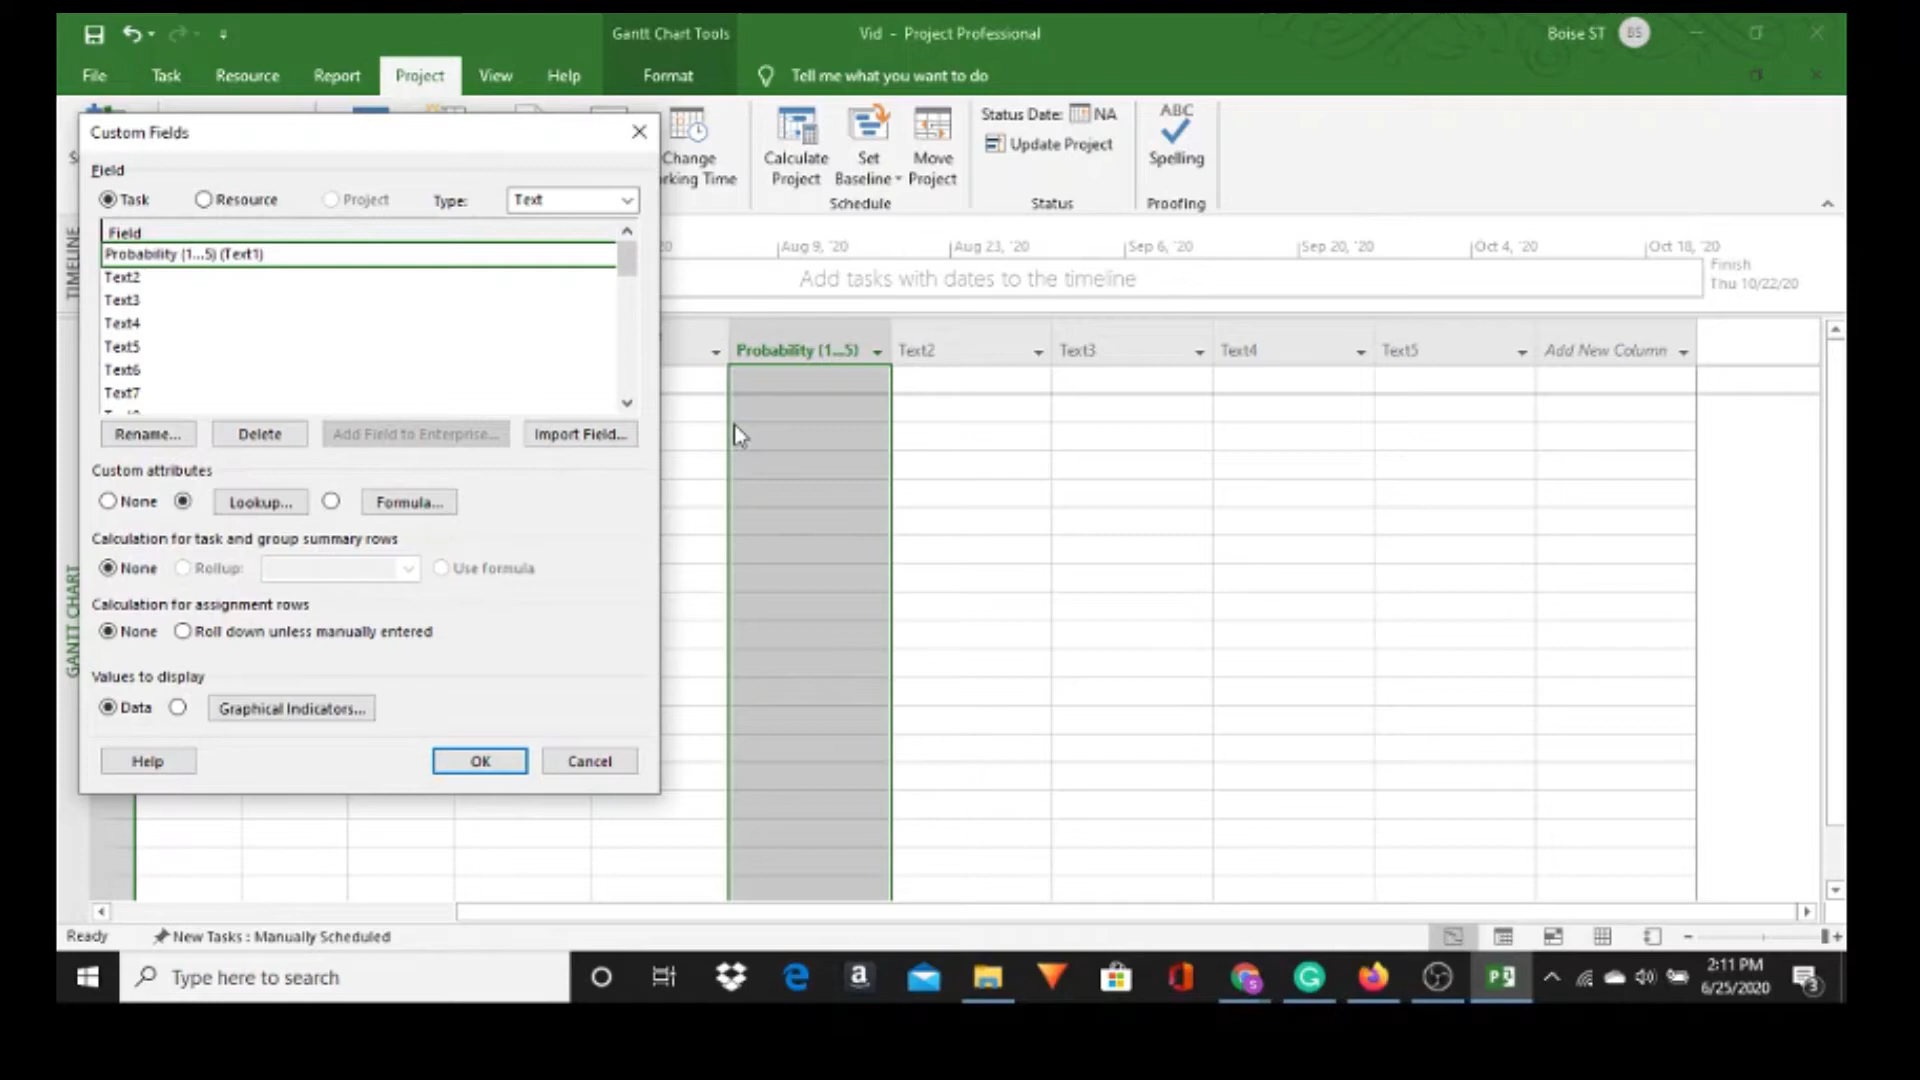 Gantt Chart Tools
Vid - Project Professional
Boise ST
BS
File
Task
Resource
Report
Project
View
Help
Format
Tell me what you want to do
Custom Fields
Field
Task
Resource
Project
Type:
Text
Field
Probability (1...5) (Text1)
Text2
Text3
Text4
Text5
Text6
Text7
Rename...
Delete
Add Field to Enterprise...
Import Field...
Custom attributes
None
Lookup...
Formula...
Calculation for task and group summary rows
None
Rollup:
Use formula
Calculation for assignment rows
None
Roll down unless manually entered
Values to display
Data
Graphical Indicators...
Help
OK
Cancel
Change
rking Time
Calculate
Project
Set
Baseline
Move
Project
Schedule
Status Date:
NA
Update Project
Status
ABC
Spelling
Proofing
TIMELINE
Aug 9, '20
Aug 23, '20
Sep 6, '20
Sep 20, '20
Oct 4, '20
Oct 18, '20
Add tasks with dates to the timeline
Finish
Thu 10/22/20
Probability (1...5)
Text2
Text3
Text4
Text5
Add New Column
GANTT CHART
Ready
New Tasks : Manually Scheduled
Type here to search
2:11 PM
6/25/2020
3